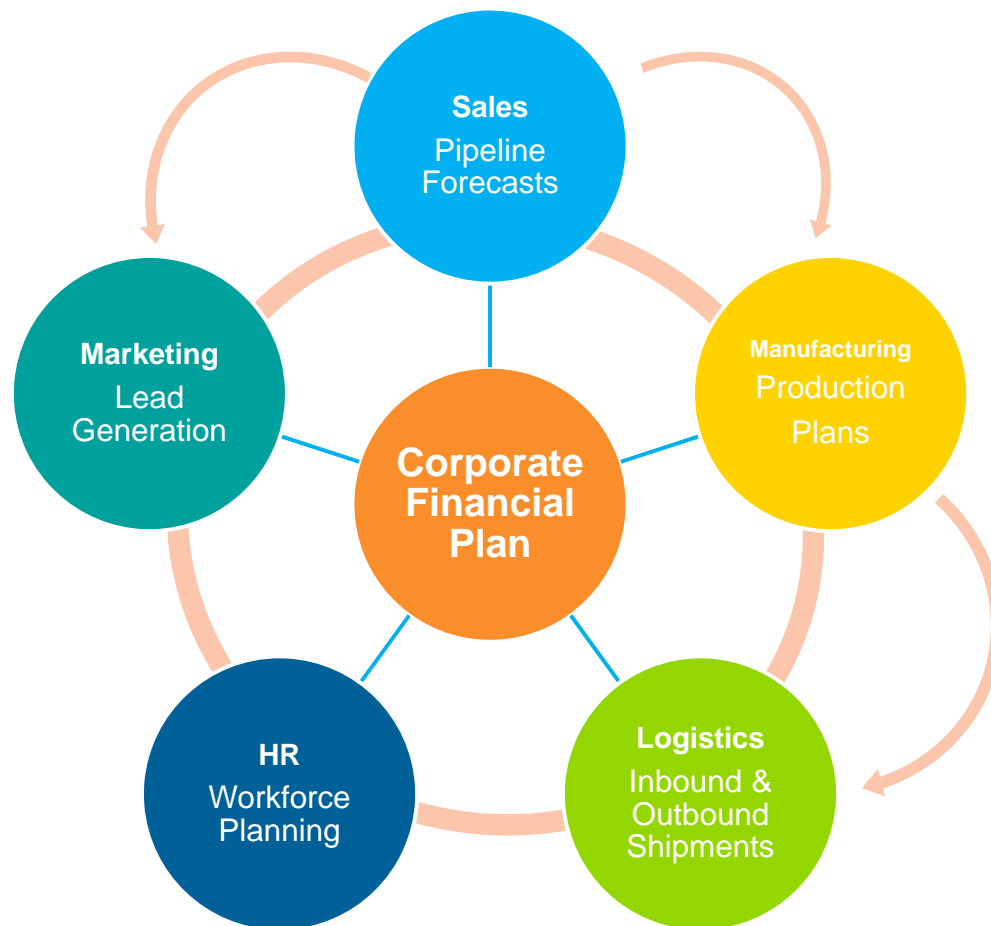 Sales
Pipeline
Forecasts
Marketing
Lead
Generation
Manufacturing
Production
Plans
Corporate
Financial
Plan
HR
Workforce
Planning
Logistics
Inbound &
Outbound
Shipments